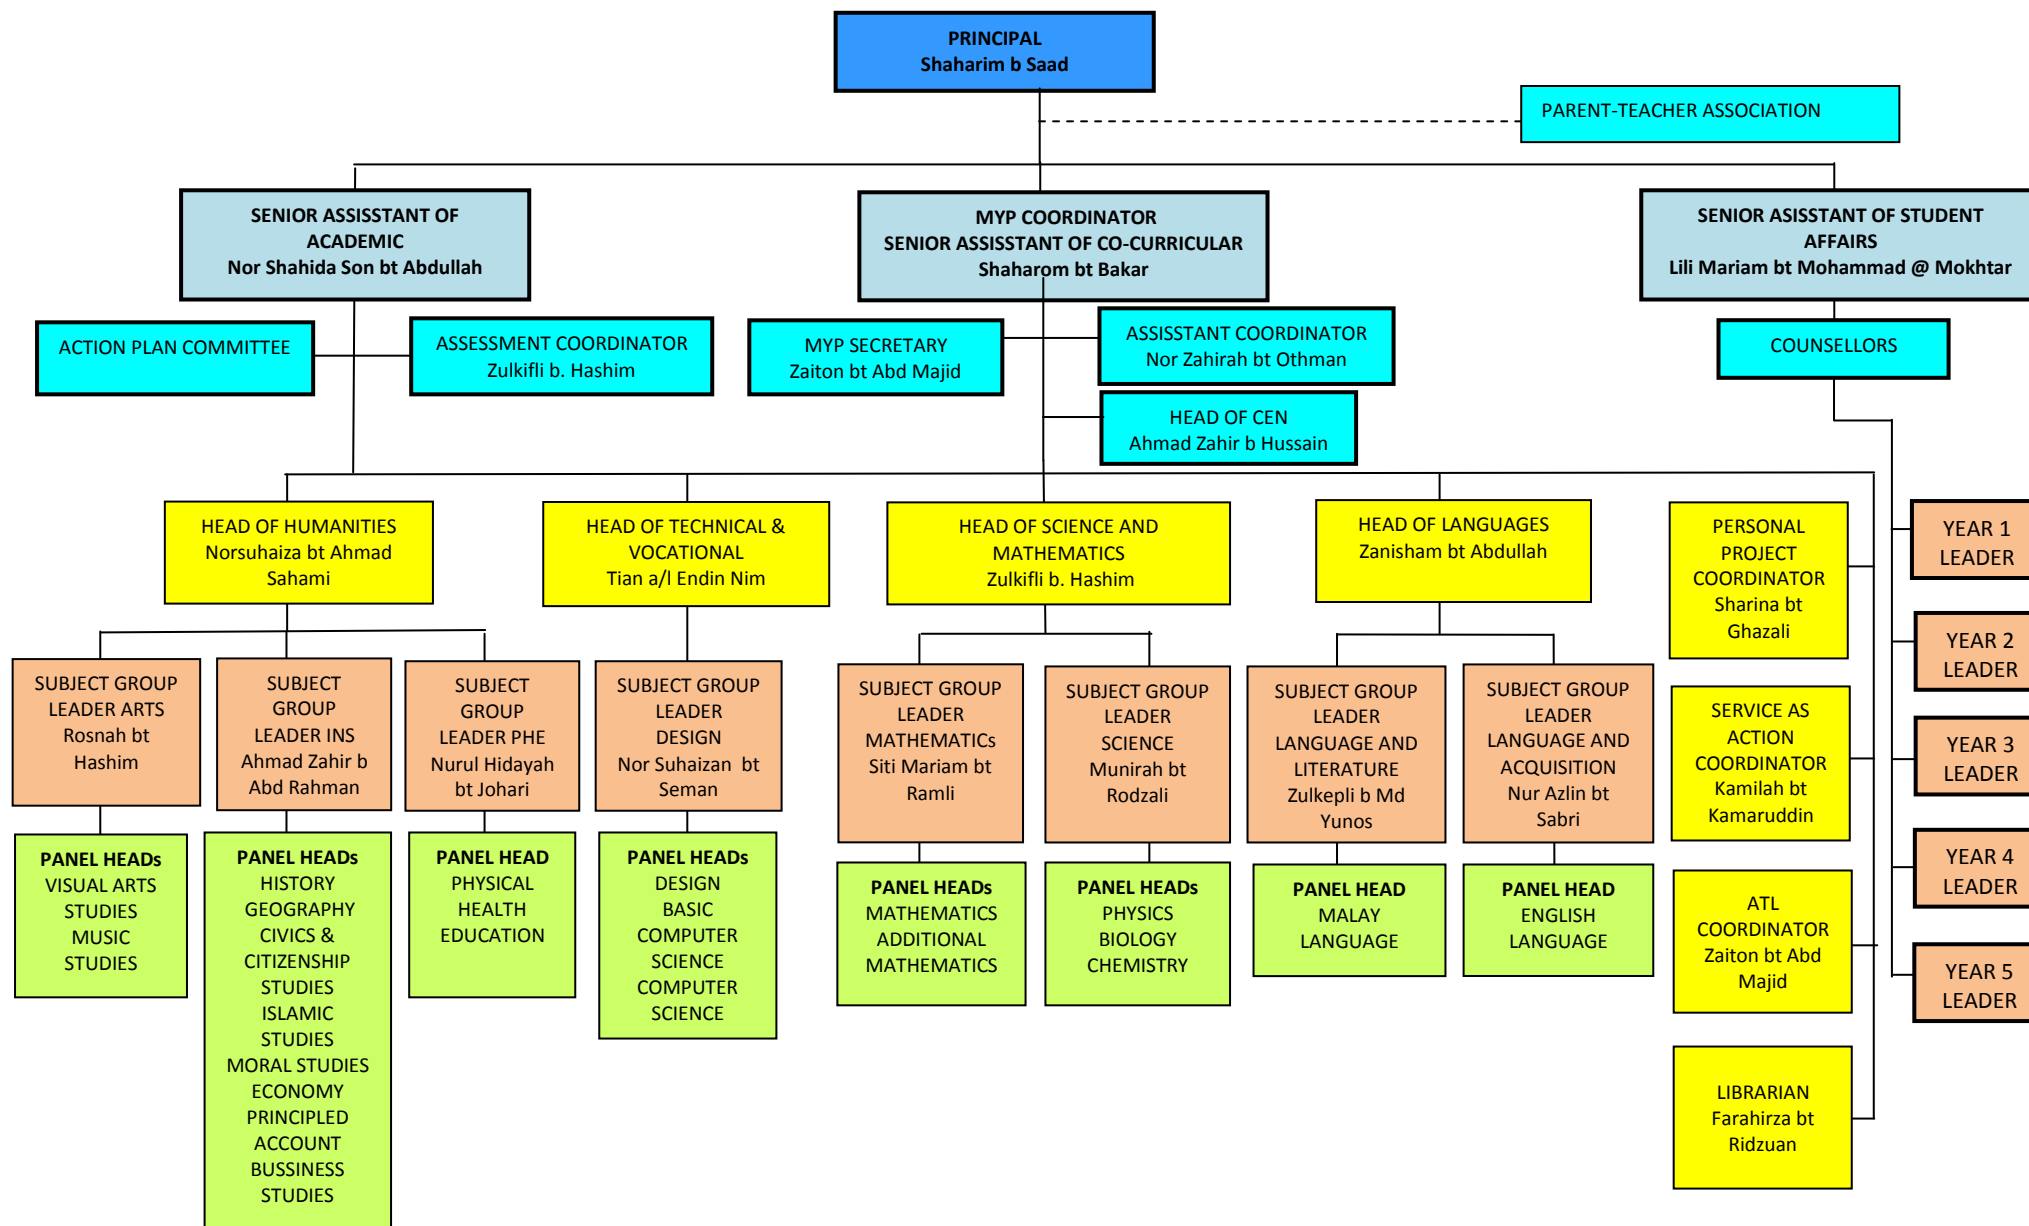 PRINCIPAL
Shaharim b Saad
PARENT-TEACHER ASSOCIATION
SENIOR ASSISSTANT OF
ACADEMIC
Nor Shahida Son bt Abdullah
MYP COORDINATOR
SENIOR ASSISSTANT OF CO-CURRICULAR
Shaharom bt Bakar
SENIOR ASISSTANT OF STUDENT
AFFAIRS
Lili Mariam bt Mohammad @ Mokhtar
ACTION PLAN COMMITTEE
ASSESSMENT COORDINATOR
Zulkifli b. Hashim
MYP SECRETARY
Zaiton bt Abd Majid
ASSISSTANT COORDINATOR
Nor Zahirah bt Othman
COUNSELLORS
HEAD OF CEN
Ahmad Zahir b Hussain
HEAD OF HUMANITIES
Norsuhaiza bt Ahmad
Sahami
HEAD OF TECHNICAL &
VOCATIONAL
Tian a/l Endin Nim
HEAD OF SCIENCE AND
MATHEMATICS
Zulkifli b. Hashim
HEAD OF LANGUAGES
Zanisham bt Abdullah
PERSONAL
PROJECT
COORDINATOR
Sharina bt
Ghazali
YEAR 1
LEADER
YEAR 2
LEADER
SUBJECT GROUP
LEADER ARTS
Rosnah bt
Hashim
SUBJECT
GROUP
LEADER INS
Ahmad Zahir b
Abd Rahman
SUBJECT
GROUP
LEADER PHE
Nurul Hidayah
bt Johari
SUBJECT GROUP
LEADER
DESIGN
Nor Suhaizan  bt
Seman
SUBJECT GROUP
LEADER
MATHEMATICs
Siti Mariam bt
Ramli
SUBJECT GROUP
LEADER
SCIENCE
Munirah bt
Rodzali
SUBJECT GROUP
LEADER
LANGUAGE AND
LITERATURE
Zulkepli b Md
Yunos
SUBJECT GROUP
LEADER
LANGUAGE AND
ACQUISITION
Nur Azlin bt
Sabri
SERVICE AS
ACTION
COORDINATOR
Kamilah bt
Kamaruddin
YEAR 3
LEADER
YEAR 4
LEADER
PANEL HEADs
VISUAL ARTS
STUDIES
MUSIC
STUDIES
PANEL HEADs
HISTORY
GEOGRAPHY
CIVICS &
CITIZENSHIP
STUDIES
ISLAMIC
STUDIES
MORAL STUDIES
ECONOMY
PRINCIPLED
ACCOUNT
BUSSINESS
STUDIES
PANEL HEAD
PHYSICAL
HEALTH
EDUCATION
PANEL HEADs
DESIGN
BASIC
COMPUTER
SCIENCE
COMPUTER
SCIENCE
PANEL HEADs
MATHEMATICS
ADDITIONAL
MATHEMATICS
PANEL HEADs
PHYSICS
BIOLOGY
CHEMISTRY
PANEL HEAD
MALAY
LANGUAGE
PANEL HEAD
ENGLISH
LANGUAGE
ATL
COORDINATOR
Zaiton bt Abd
Majid
YEAR 5
LEADER
LIBRARIAN
Farahirza bt
Ridzuan